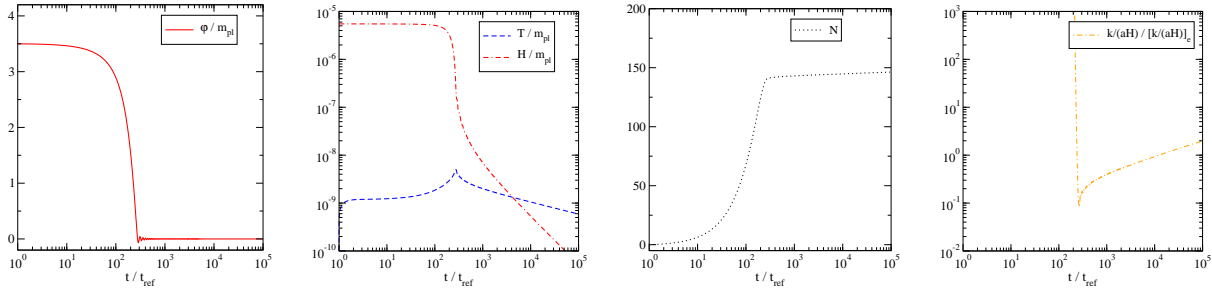 φ / m_pl
4
2
0
10^0 10^1 10^2 10^3 10^4 10^5
t / t_ref
T / m_pl
H / m_pl
10^-5
10^-6
10^-7
10^-8
10^-9
10^-10
10^0 10^1 10^2 10^3 10^4 10^5
t / t_ref
N
200
150
100
50
0
10^0 10^1 10^2 10^3 10^4 10^5
t / t_ref
k/(aH) / [k/(aH)]_e
10^3
10^2
10^1
10^0
10^-1
10^-2
10^0 10^1 10^2 10^3 10^4 10^5
t / t_ref